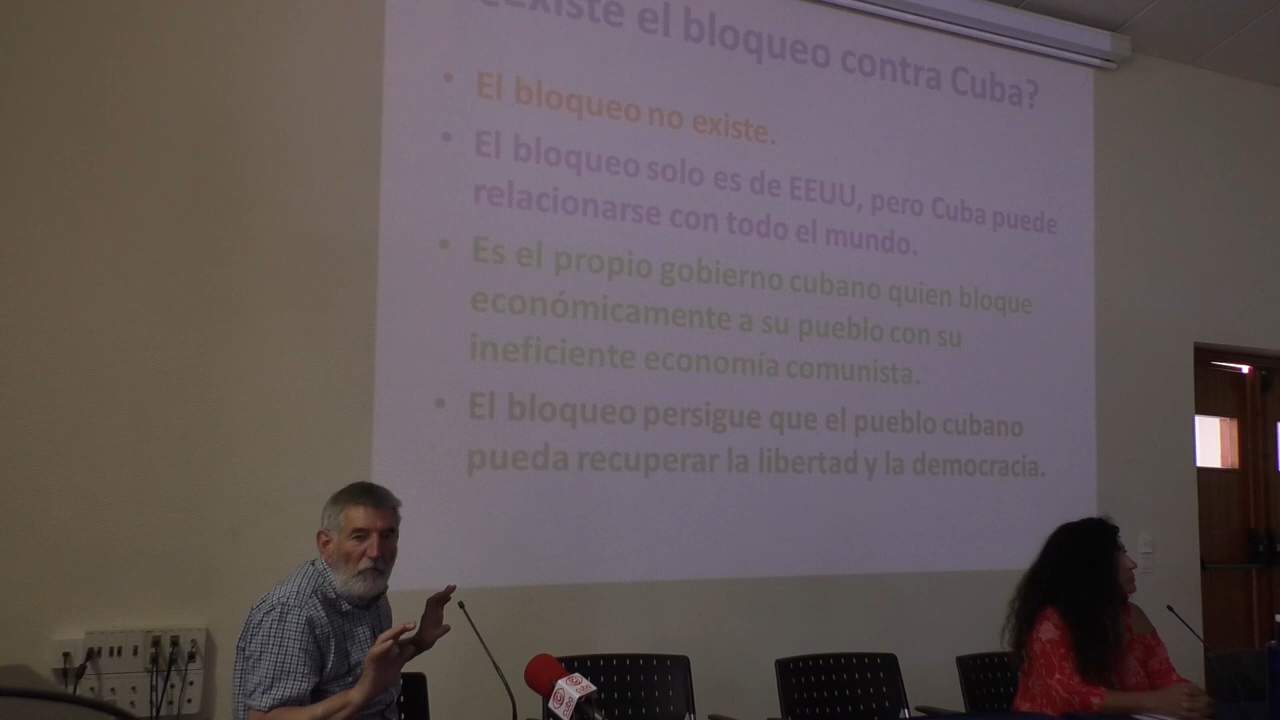 ¿Existe el bloqueo contra Cuba?
• El bloqueo no existe.
• El bloqueo solo es de EEUU, pero Cuba puede
relacionarse con todo el mundo.
• Es el propio gobierno cubano quien bloque
económicamente a su pueblo con su
ineficiente economía comunista.
• El bloqueo persigue que el pueblo cubano
pueda recuperar la libertad y la democracia.